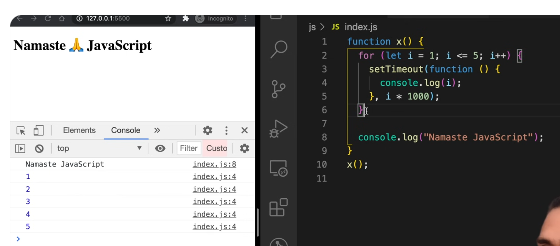 127.0.0.1:5500
incognito
Namaste 🙏 JavaScript
Elements
Console
»
top
Filter
Custo
Namaste JavaScript index.js:8
1 index.js:4
2 index.js:4
3 index.js:4
4 index.js:4
5 index.js:4
>
js > JS index.js
1 function x() {
2 for (let i = 1; i <= 5; i++) {
3 setTimeout(function () {
4 console.log(i);
5 }, i * 1000);
6 }
7
8 console.log("Namaste JavaScript");
9 }
10 x();
11